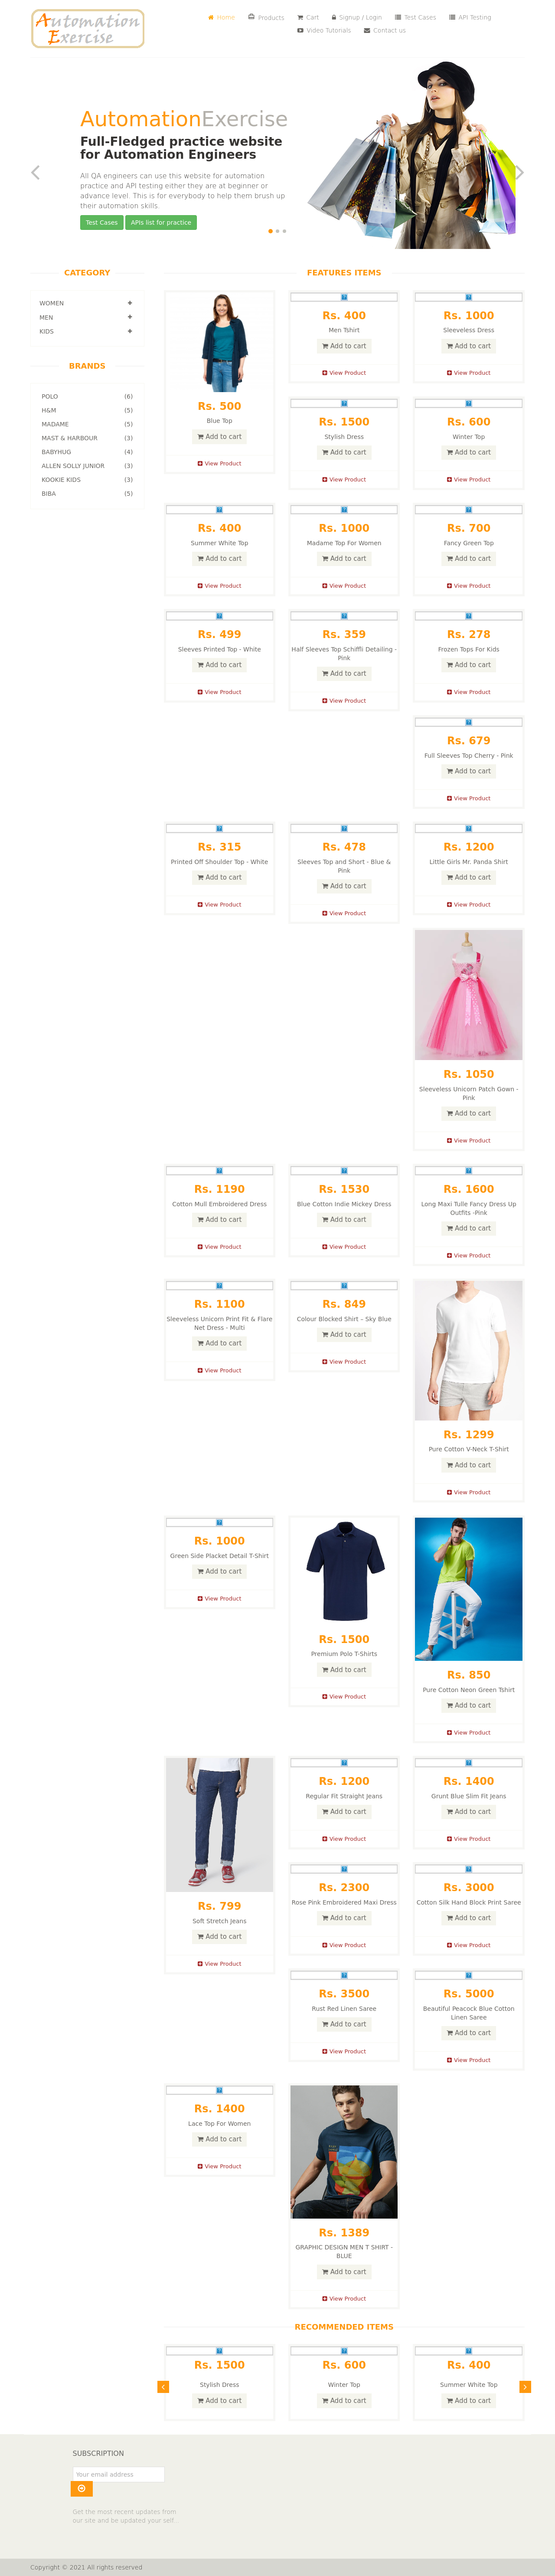 Automation
Exercise
Home
Products
Cart
Signup / Login
Test Cases
API Testing
Video Tutorials
Contact us
AutomationExercise
Full-Fledged practice website
for Automation Engineers
All QA engineers can use this website for automation
practice and API testing either they are at beginner or
advance level. This is for everybody to help them brush up
their automation skills.
Test Cases
APIs list for practice
CATEGORY
WOMEN
MEN
KIDS
BRANDS
POLO (6)
H&M (5)
MADAME (5)
MAST & HARBOUR (3)
BABYHUG (4)
ALLEN SOLLY JUNIOR (3)
KOOKIE KIDS (3)
BIBA (5)
FEATURES ITEMS
Rs. 500
Blue Top
Add to cart
View Product
Rs. 400
Men Tshirt
Add to cart
View Product
Rs. 1000
Sleeveless Dress
Add to cart
View Product
Rs. 1500
Stylish Dress
Add to cart
View Product
Rs. 600
Winter Top
Add to cart
View Product
Rs. 400
Summer White Top
Add to cart
View Product
Rs. 1000
Madame Top For Women
Add to cart
View Product
Rs. 700
Fancy Green Top
Add to cart
View Product
Rs. 499
Sleeves Printed Top - White
Add to cart
View Product
Rs. 359
Half Sleeves Top Schiffli Detailing -
Pink
Add to cart
View Product
Rs. 278
Frozen Tops For Kids
Add to cart
View Product
Rs. 679
Full Sleeves Top Cherry - Pink
Add to cart
View Product
Rs. 315
Printed Off Shoulder Top - White
Add to cart
View Product
Rs. 478
Sleeves Top and Short - Blue &
Pink
Add to cart
View Product
Rs. 1200
Little Girls Mr. Panda Shirt
Add to cart
View Product
Rs. 1050
Sleeveless Unicorn Patch Gown -
Pink
Add to cart
View Product
Rs. 1190
Cotton Mull Embroidered Dress
Add to cart
View Product
Rs. 1530
Blue Cotton Indie Mickey Dress
Add to cart
View Product
Rs. 1600
Long Maxi Tulle Fancy Dress Up
Outfits -Pink
Add to cart
View Product
Rs. 1100
Sleeveless Unicorn Print Fit & Flare
Net Dress - Multi
Add to cart
View Product
Rs. 849
Colour Blocked Shirt – Sky Blue
Add to cart
View Product
Rs. 1299
Pure Cotton V-Neck T-Shirt
Add to cart
View Product
Rs. 1000
Green Side Placket Detail T-Shirt
Add to cart
View Product
Rs. 1500
Premium Polo T-Shirts
Add to cart
View Product
Rs. 850
Pure Cotton Neon Green Tshirt
Add to cart
View Product
Rs. 799
Soft Stretch Jeans
Add to cart
View Product
Rs. 1200
Regular Fit Straight Jeans
Add to cart
View Product
Rs. 1400
Grunt Blue Slim Fit Jeans
Add to cart
View Product
Rs. 2300
Rose Pink Embroidered Maxi Dress
Add to cart
View Product
Rs. 3000
Cotton Silk Hand Block Print Saree
Add to cart
View Product
Rs. 3500
Rust Red Linen Saree
Add to cart
View Product
Rs. 5000
Beautiful Peacock Blue Cotton
Linen Saree
Add to cart
View Product
Rs. 1400
Lace Top For Women
Add to cart
View Product
Rs. 1389
GRAPHIC DESIGN MEN T SHIRT -
BLUE
Add to cart
View Product
RECOMMENDED ITEMS
Rs. 1500
Stylish Dress
Add to cart
Rs. 600
Winter Top
Add to cart
Rs. 400
Summer White Top
Add to cart
SUBSCRIPTION
Your email address
Get the most recent updates from
our site and be updated your self...
Copyright © 2021 All rights reserved